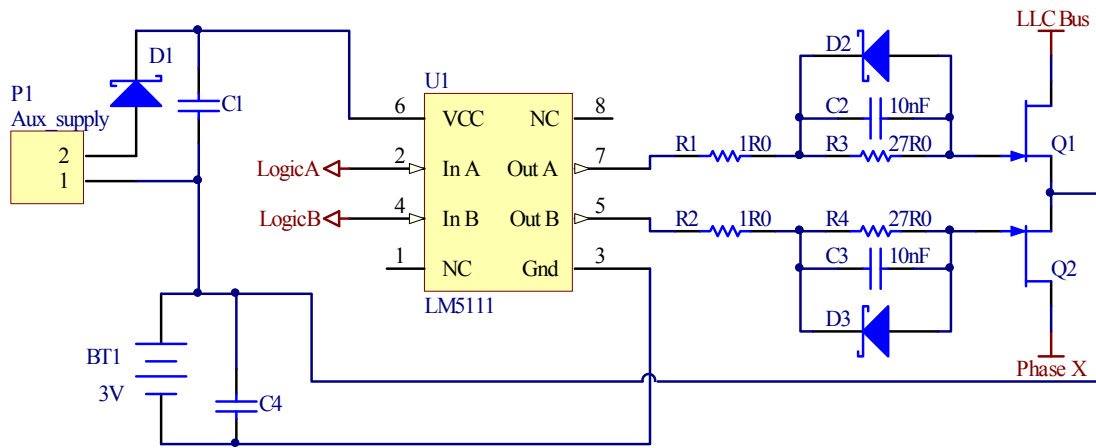 LLC Bus
D1
D2
P1
Aux_supply
C1
U1
C2 10nF
6 VCC NC 8
2
1
R1 1R0 R3 27R0
Q1
LogicA 2 In A Out A 7
LogicB 4 In B Out B 5
R2 1R0 R4 27R0
1 NC Gnd 3
C3 10nF
Q2
LM5111
D3
BT1
3V
C4
Phase X